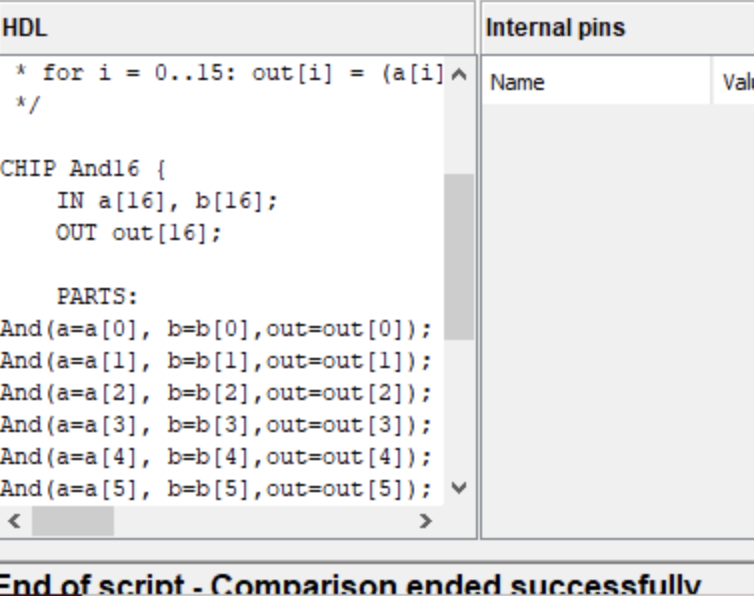 HDL
* for i = 0..15: out[i] = (a[i]
*/
CHIP And16 {
IN a[16], b[16];
OUT out[16];
PARTS:
And(a=a[0], b=b[0],out=out[0]);
And(a=a[1], b=b[1],out=out[1]);
And(a=a[2], b=b[2],out=out[2]);
And(a=a[3], b=b[3],out=out[3]);
And(a=a[4], b=b[4],out=out[4]);
And(a=a[5], b=b[5],out=out[5]);
Internal pins
Name Val
End of script - Comparison ended successfully